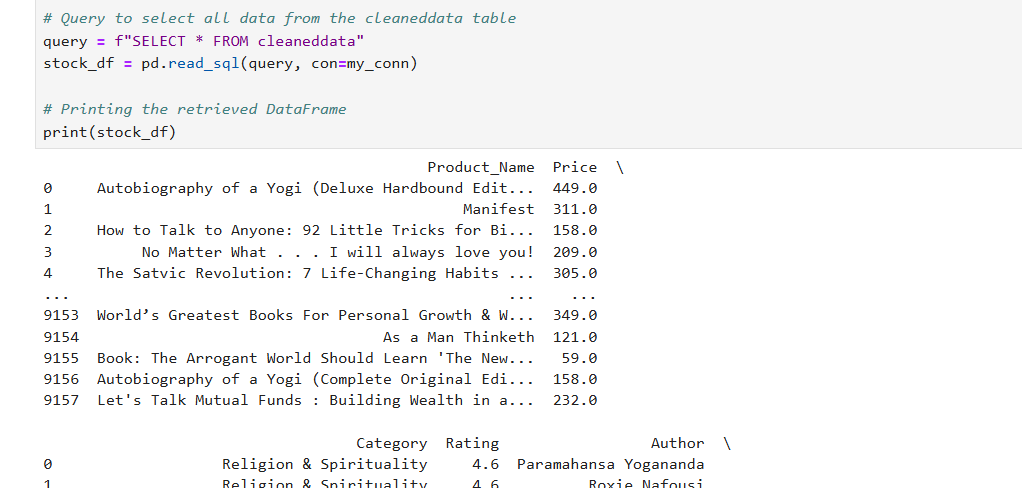 # Query to select all data from the cleaneddata table
query = f"SELECT * FROM cleaneddata"
stock_df = pd.read_sql(query, con=my_conn)
# Printing the retrieved DataFrame
print(stock_df)
Product_Name Price \
0 Autobiography of a Yogi (Deluxe Hardbound Edit... 449.0
1 Manifest 311.0
2 How to Talk to Anyone: 92 Little Tricks for Bi... 158.0
3 No Matter What . . . I will always love you! 209.0
4 The Satvic Revolution: 7 Life-Changing Habits ... 305.0
... ... ...
9153 World’s Greatest Books For Personal Growth & W... 349.0
9154 As a Man Thinketh 121.0
9155 Book: The Arrogant World Should Learn 'The New... 59.0
9156 Autobiography of a Yogi (Complete Original Edi... 158.0
9157 Let's Talk Mutual Funds : Building Wealth in a... 232.0
Category Rating Author \
0 Religion & Spirituality 4.6 Paramahansa Yogananda
1 Religion & Spirituality 4.6 Roxie Nafousi